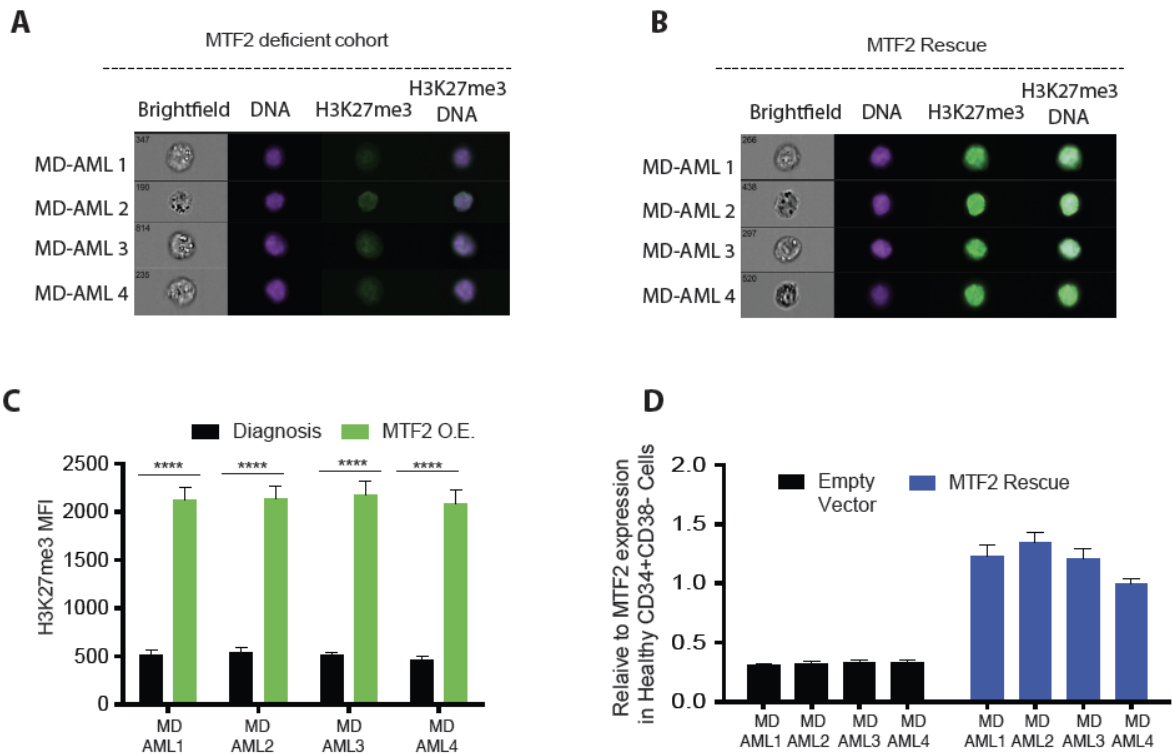 A
MTF2 deficient cohort
Brightfield DNA H3K27me3 H3K27me3
DNA
MD-AML 1
347
MD-AML 2
190
MD-AML 3
614
MD-AML 4
235
B
MTF2 Rescue
Brightfield DNA H3K27me3 H3K27me3
DNA
MD-AML 1
266
MD-AML 2
438
MD-AML 3
297
MD-AML 4
520
C
Diagnosis MTF2 O.E.
**** **** **** ****
H3K27me3 MFI
2500
2000
1500
1000
500
0
MD MD MD MD
AML1 AML2 AML3 AML4
D
Empty
Vector
MTF2 Rescue
Relaive to MTF2 expression
in Healthy CD34+CD38- Cells
2.0
1.5
1.0
0.5
0.0
MD MD MD MD MD MD MD MD
AML1 AML2 AML3 AML4 AML1 AML2 AML3 AML4